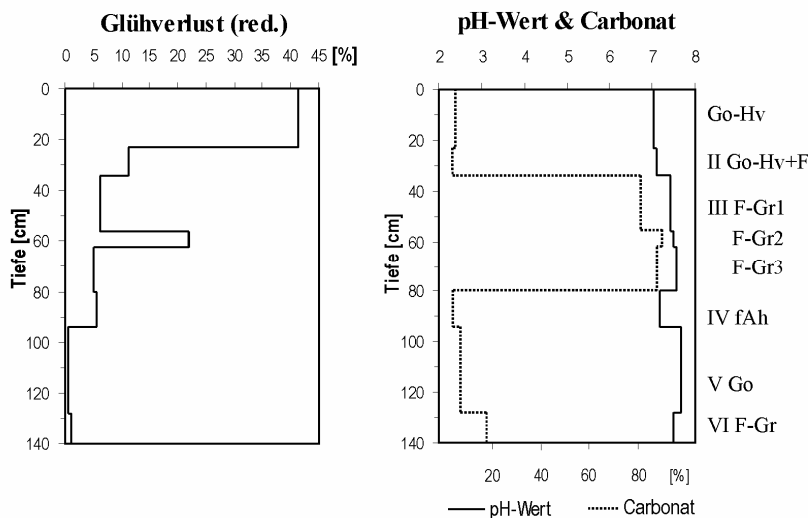 Glühverlust (red.)
0 5 10 15 20 25 30 35 40 45 [%]
Tiefe [cm]
0
20
40
60
80
100
120
140
pH-Wert & Carbonat
2 3 4 5 6 7 8
Tiefe [cm]
0
20
40
60
80
100
120
140
20 40 60 80 [%]
pH-Wert Carbonat
Go-Hv
II Go-Hv+F
III F-Gr1
F-Gr2
F-Gr3
IV fAh
V Go
VI F-Gr